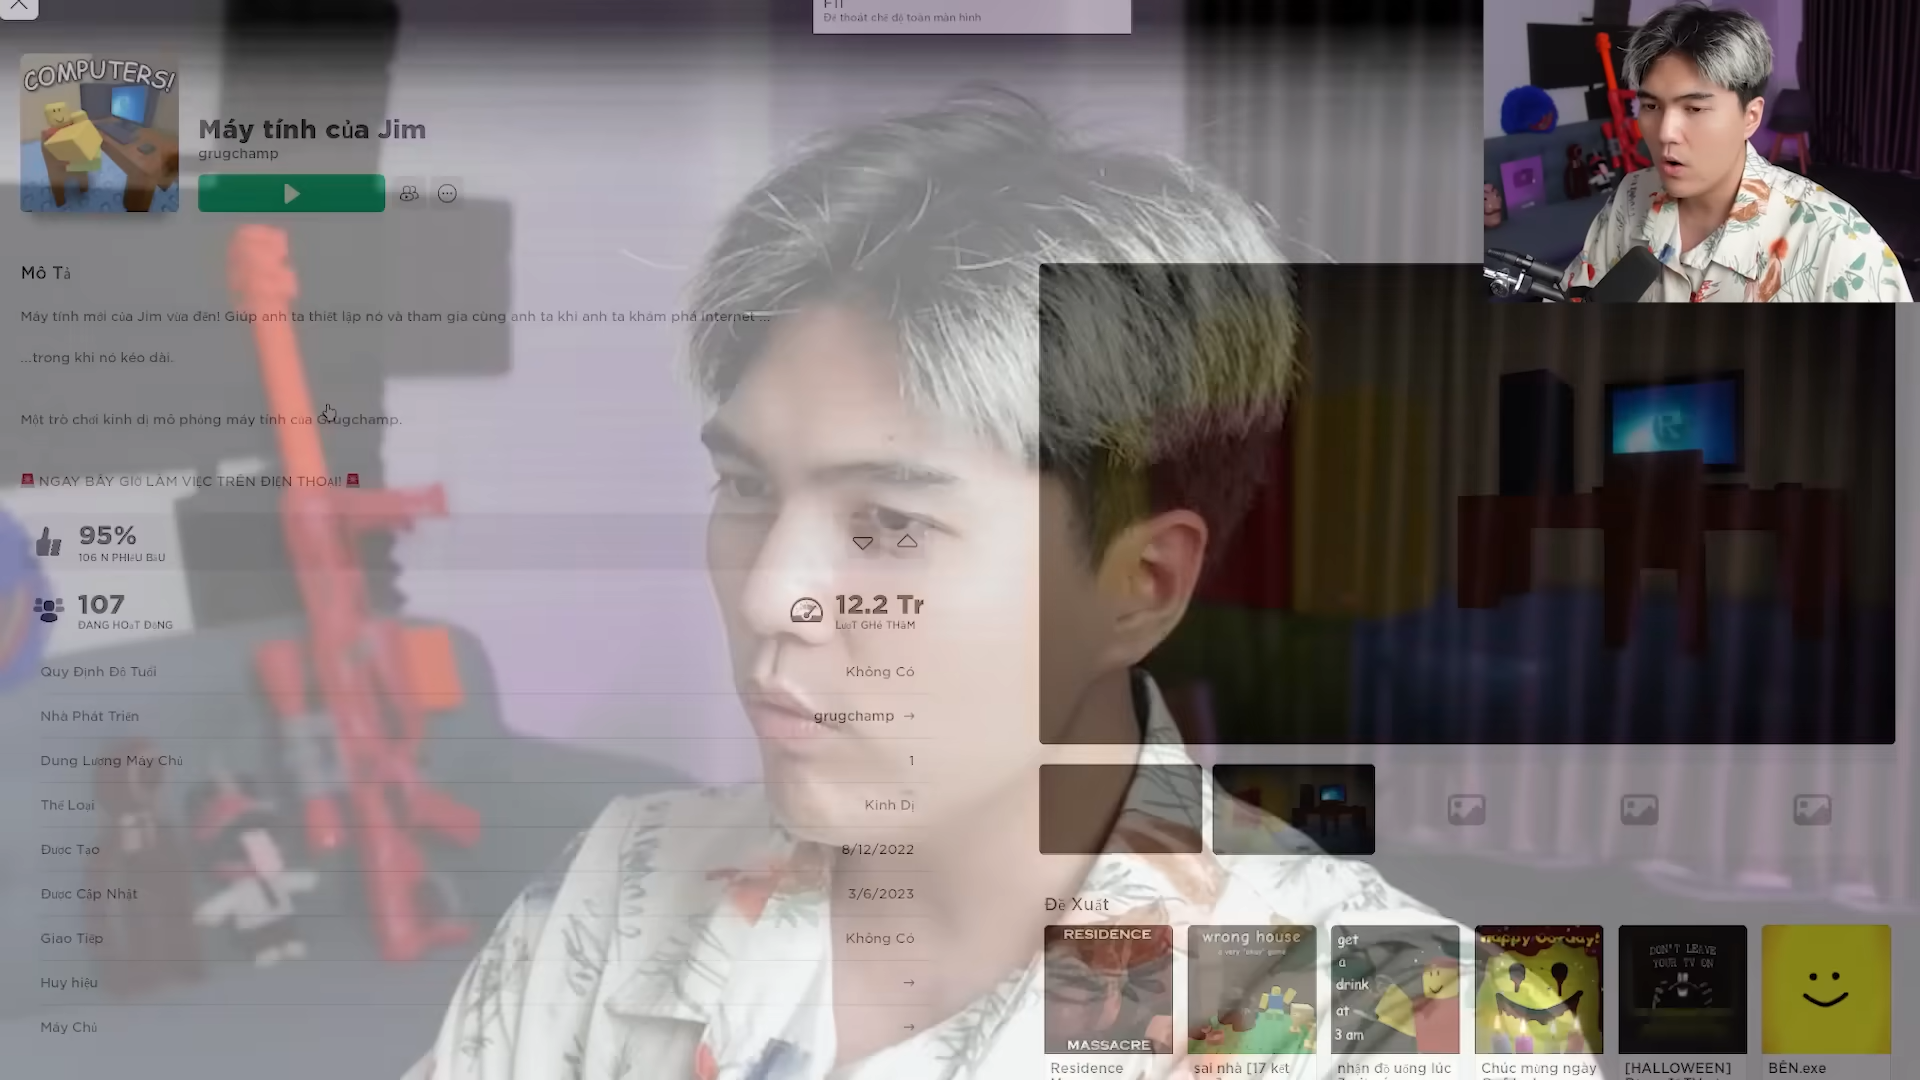 F11
Để thoát chế độ toàn màn hình
COMPUTERS!
Máy tính của Jim
grugchamp
Mô Tả
Máy tính mới của Jim vừa đến! Giúp anh ta thiết lập nó và tham gia cùng anh ta khi anh ta khám phá internet ...
...trong khi nó kéo dài.
Một trò chơi kinh dị mô phỏng máy tính của Grugchamp.
🚨 NGAY BÂY GIỜ LÀM VIỆC TRÊN ĐIỆN THOẠI! 🚨
95%
106 N PHIếU BầU
107
ĐANG HOạT ĐộNG
12.2 Tr
LượT GHé THăM
Quy Định Độ Tuổi
Không Có
Nhà Phát Triển
grugchamp →
Dung Lượng Máy Chủ
1
Thể Loại
Kinh Dị
Được Tạo
8/12/2022
Được Cập Nhật
3/6/2023
Giao Tiếp
Không Có
Huy hiệu
→
Máy Chủ
→
Đề Xuất
RESIDENCE
MASSACRE
wrong house
get
a
drink
at
3 am
DON'T LEAVE
YOUR TV ON
Residence
sai nhà [17 kết
nhận đồ uống lúc
Chúc mừng ngày
[HALLOWEEN]
BÊN.exe